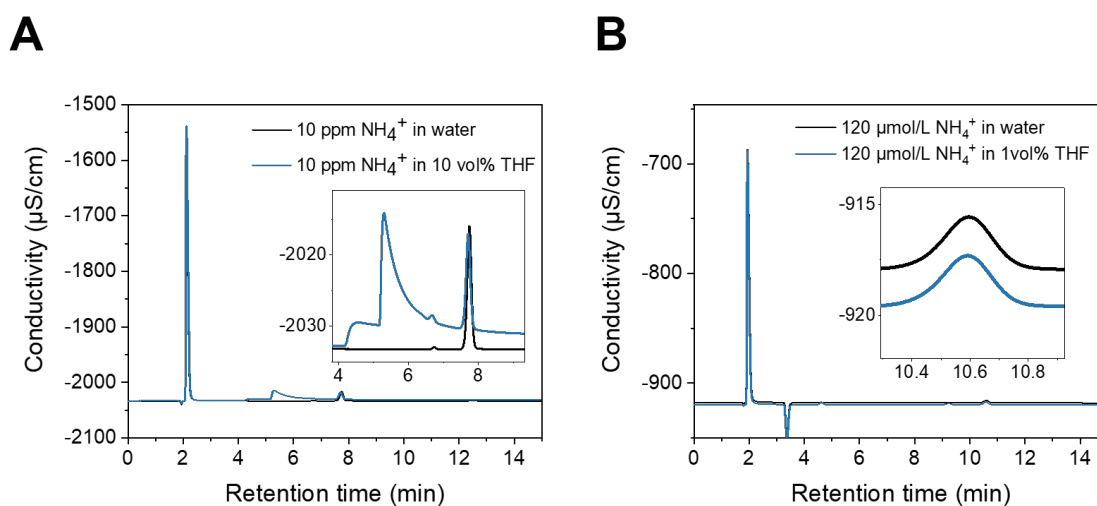 A
Conductivity (µS/cm)
-1500
-1600
-1700
-1800
-1900
-2000
-2100
10 ppm NH4+ in water
10 ppm NH4+ in 10 vol% THF
-2020
-2030
4 6 8
0 2 4 6 8 10 12 14
Retention time (min)
B
Conductivity (µS/cm)
-700
-800
-900
120 µmol/L NH4+ in water
120 µmol/L NH4+ in 1vol% THF
-915
-920
10.4 10.6 10.8
0 2 4 6 8 10 12 14
Retention time (min)